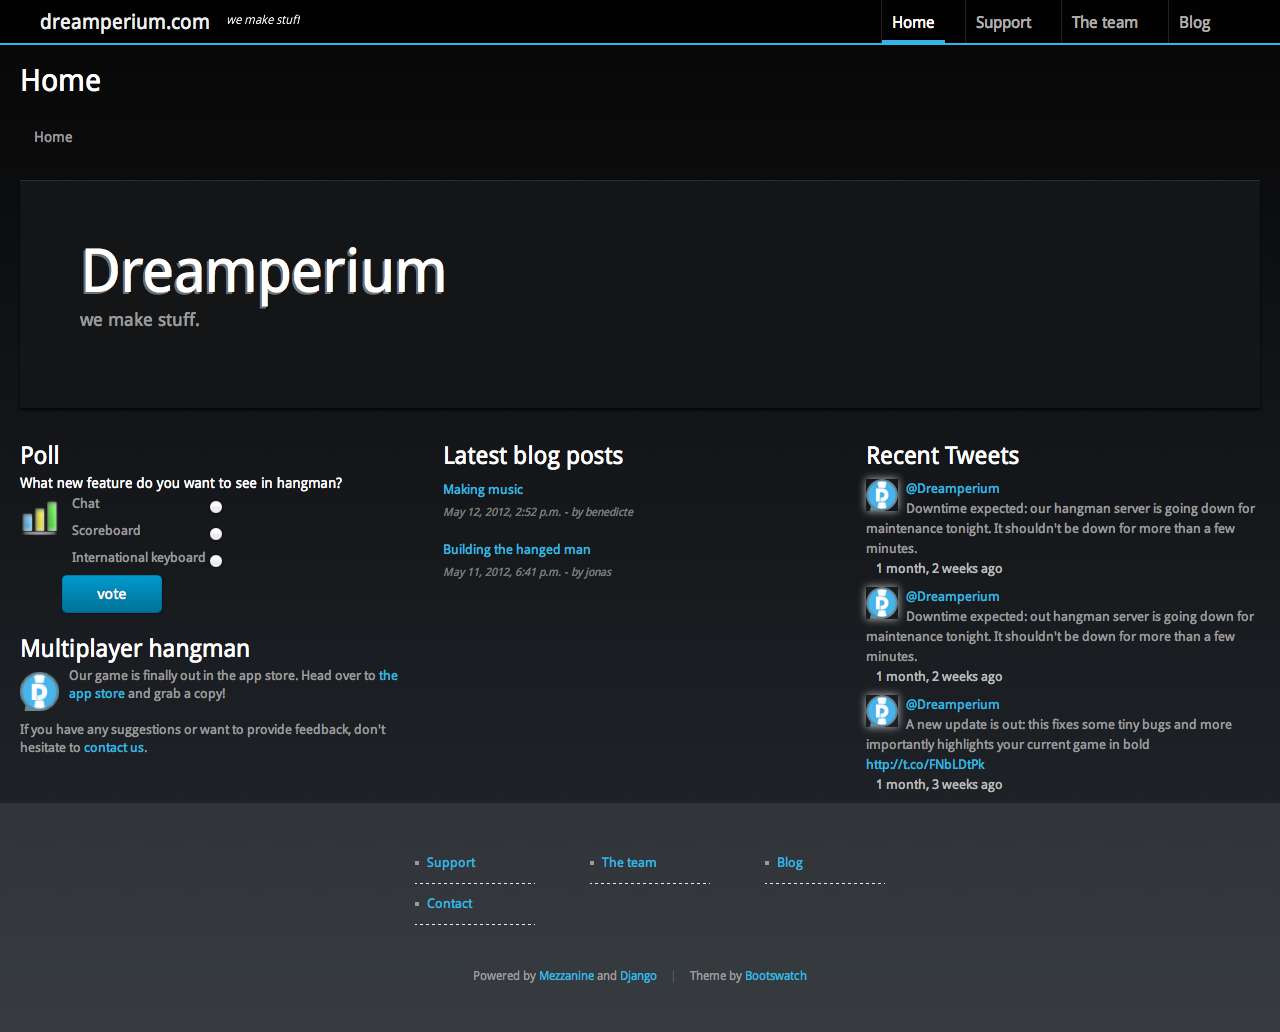 dreamperium.com we make stuff Home Support The team Blog
Home
Home
Dreamperium
we make stuff.
Poll
What new feature do you want to see in hangman?
Chat
Scoreboard
International keyboard
vote
Multiplayer hangman
Our game is finally out in the app store. Head over to the
app store and grab a copy!
If you have any suggestions or want to provide feedback, don't
hesitate to contact us.
Latest blog posts
Making music
May 12, 2012, 2:52 p.m. - by benedicte
Building the hanged man
May 11, 2012, 6:41 p.m. - by jonas
Recent Tweets
@Dreamperium
Downtime expected: our hangman server is going down for
maintenance tonight. It shouldn't be down for more than a few
minutes.
1 month, 2 weeks ago
@Dreamperium
Downtime expected: out hangman server is going down for
maintenance tonight. It shouldn't be down for more than a few
minutes.
1 month, 2 weeks ago
@Dreamperium
A new update is out: this fixes some tiny bugs and more
importantly highlights your current game in bold
http://t.co/FNbLDtPk
1 month, 3 weeks ago
Support The team Blog
Contact
Powered by Mezzanine and Django | Theme by Bootswatch